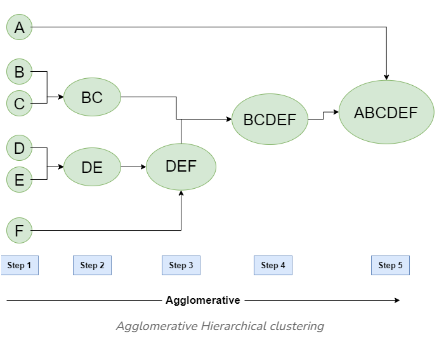 A
B
C
BC
D
E
DE
DEF
F
BCDEF
ABCDEF
Step 1
Step 2
Step 3
Step 4
Step 5
Agglomerative
Agglomerative Hierarchical clustering